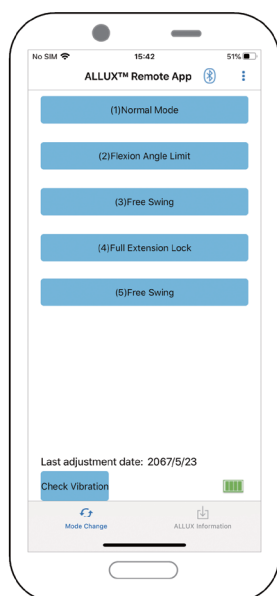 No SIM 15:42 51%
ALLUX™ Remote App
(1)Normal Mode
(2)Flexion Angle Limit
(3)Free Swing
(4)Full Extension Lock
(5)Free Swing
Last adjustment date: 2067/5/23
Check Vibration
Mode Change ALLUX Information